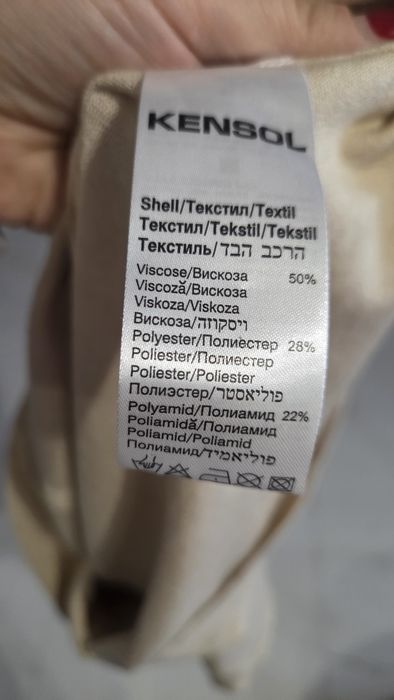 KENSOL
Shell/Текстил/Textil
Текстил/Tekstil/Tekstil
Текстиль/הרכב הבד
Viscose/Вискоза 50%
Viscoză/Вискоза
Viskoza/Viskoza
Вискоза/ויסקוזה
Polyester/Полиестер 28%
Poliester/Полиестер
Poliester/Poliester
Полиэстер/פוליאסטר
Polyamid/Полиамид 22%
Poliamidă/Полиамид
Poliamid/Poliamid
Полиамид/פוליאמיד